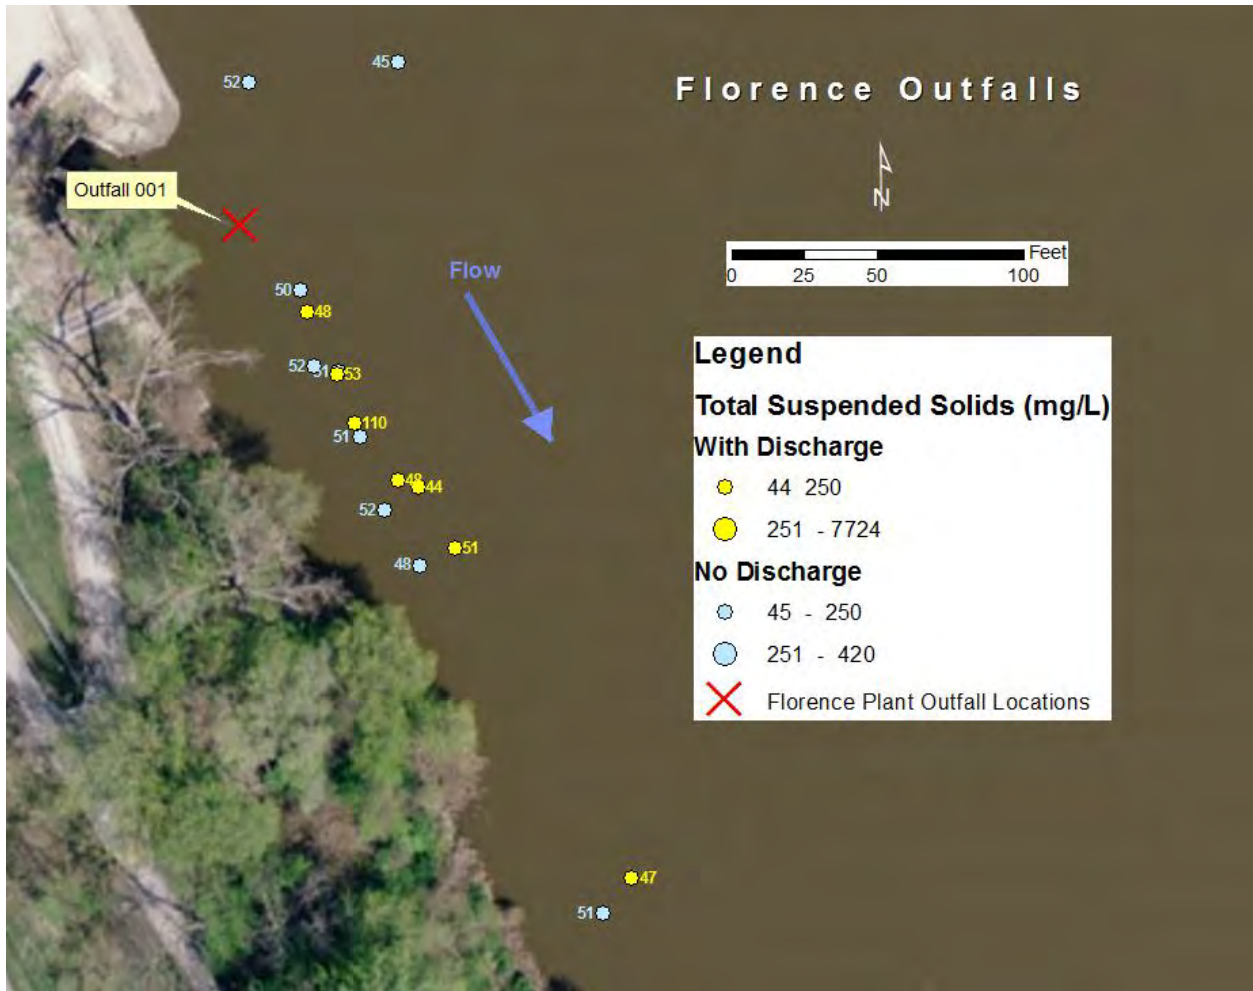 45
52
Florence Outfalls
Outfall 001
N
Feet
0 25 50 100
Flow
50
48
52
51
53
110
51
48
44
52
51
48
Legend
Total Suspended Solids (mg/L)
With Discharge
44 250
251 - 7724
No Discharge
45 - 250
251 - 420
Florence Plant Outfall Locations
47
51